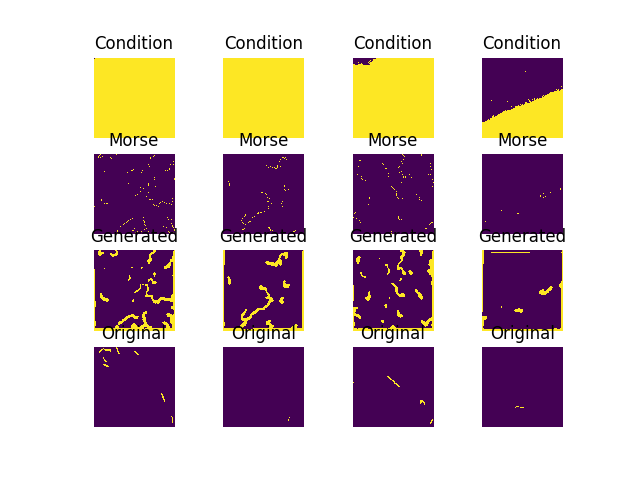 Condition Condition Condition Condition
Morse Morse Morse Morse
Generated Generated Generated Generated
Original Original Original Original